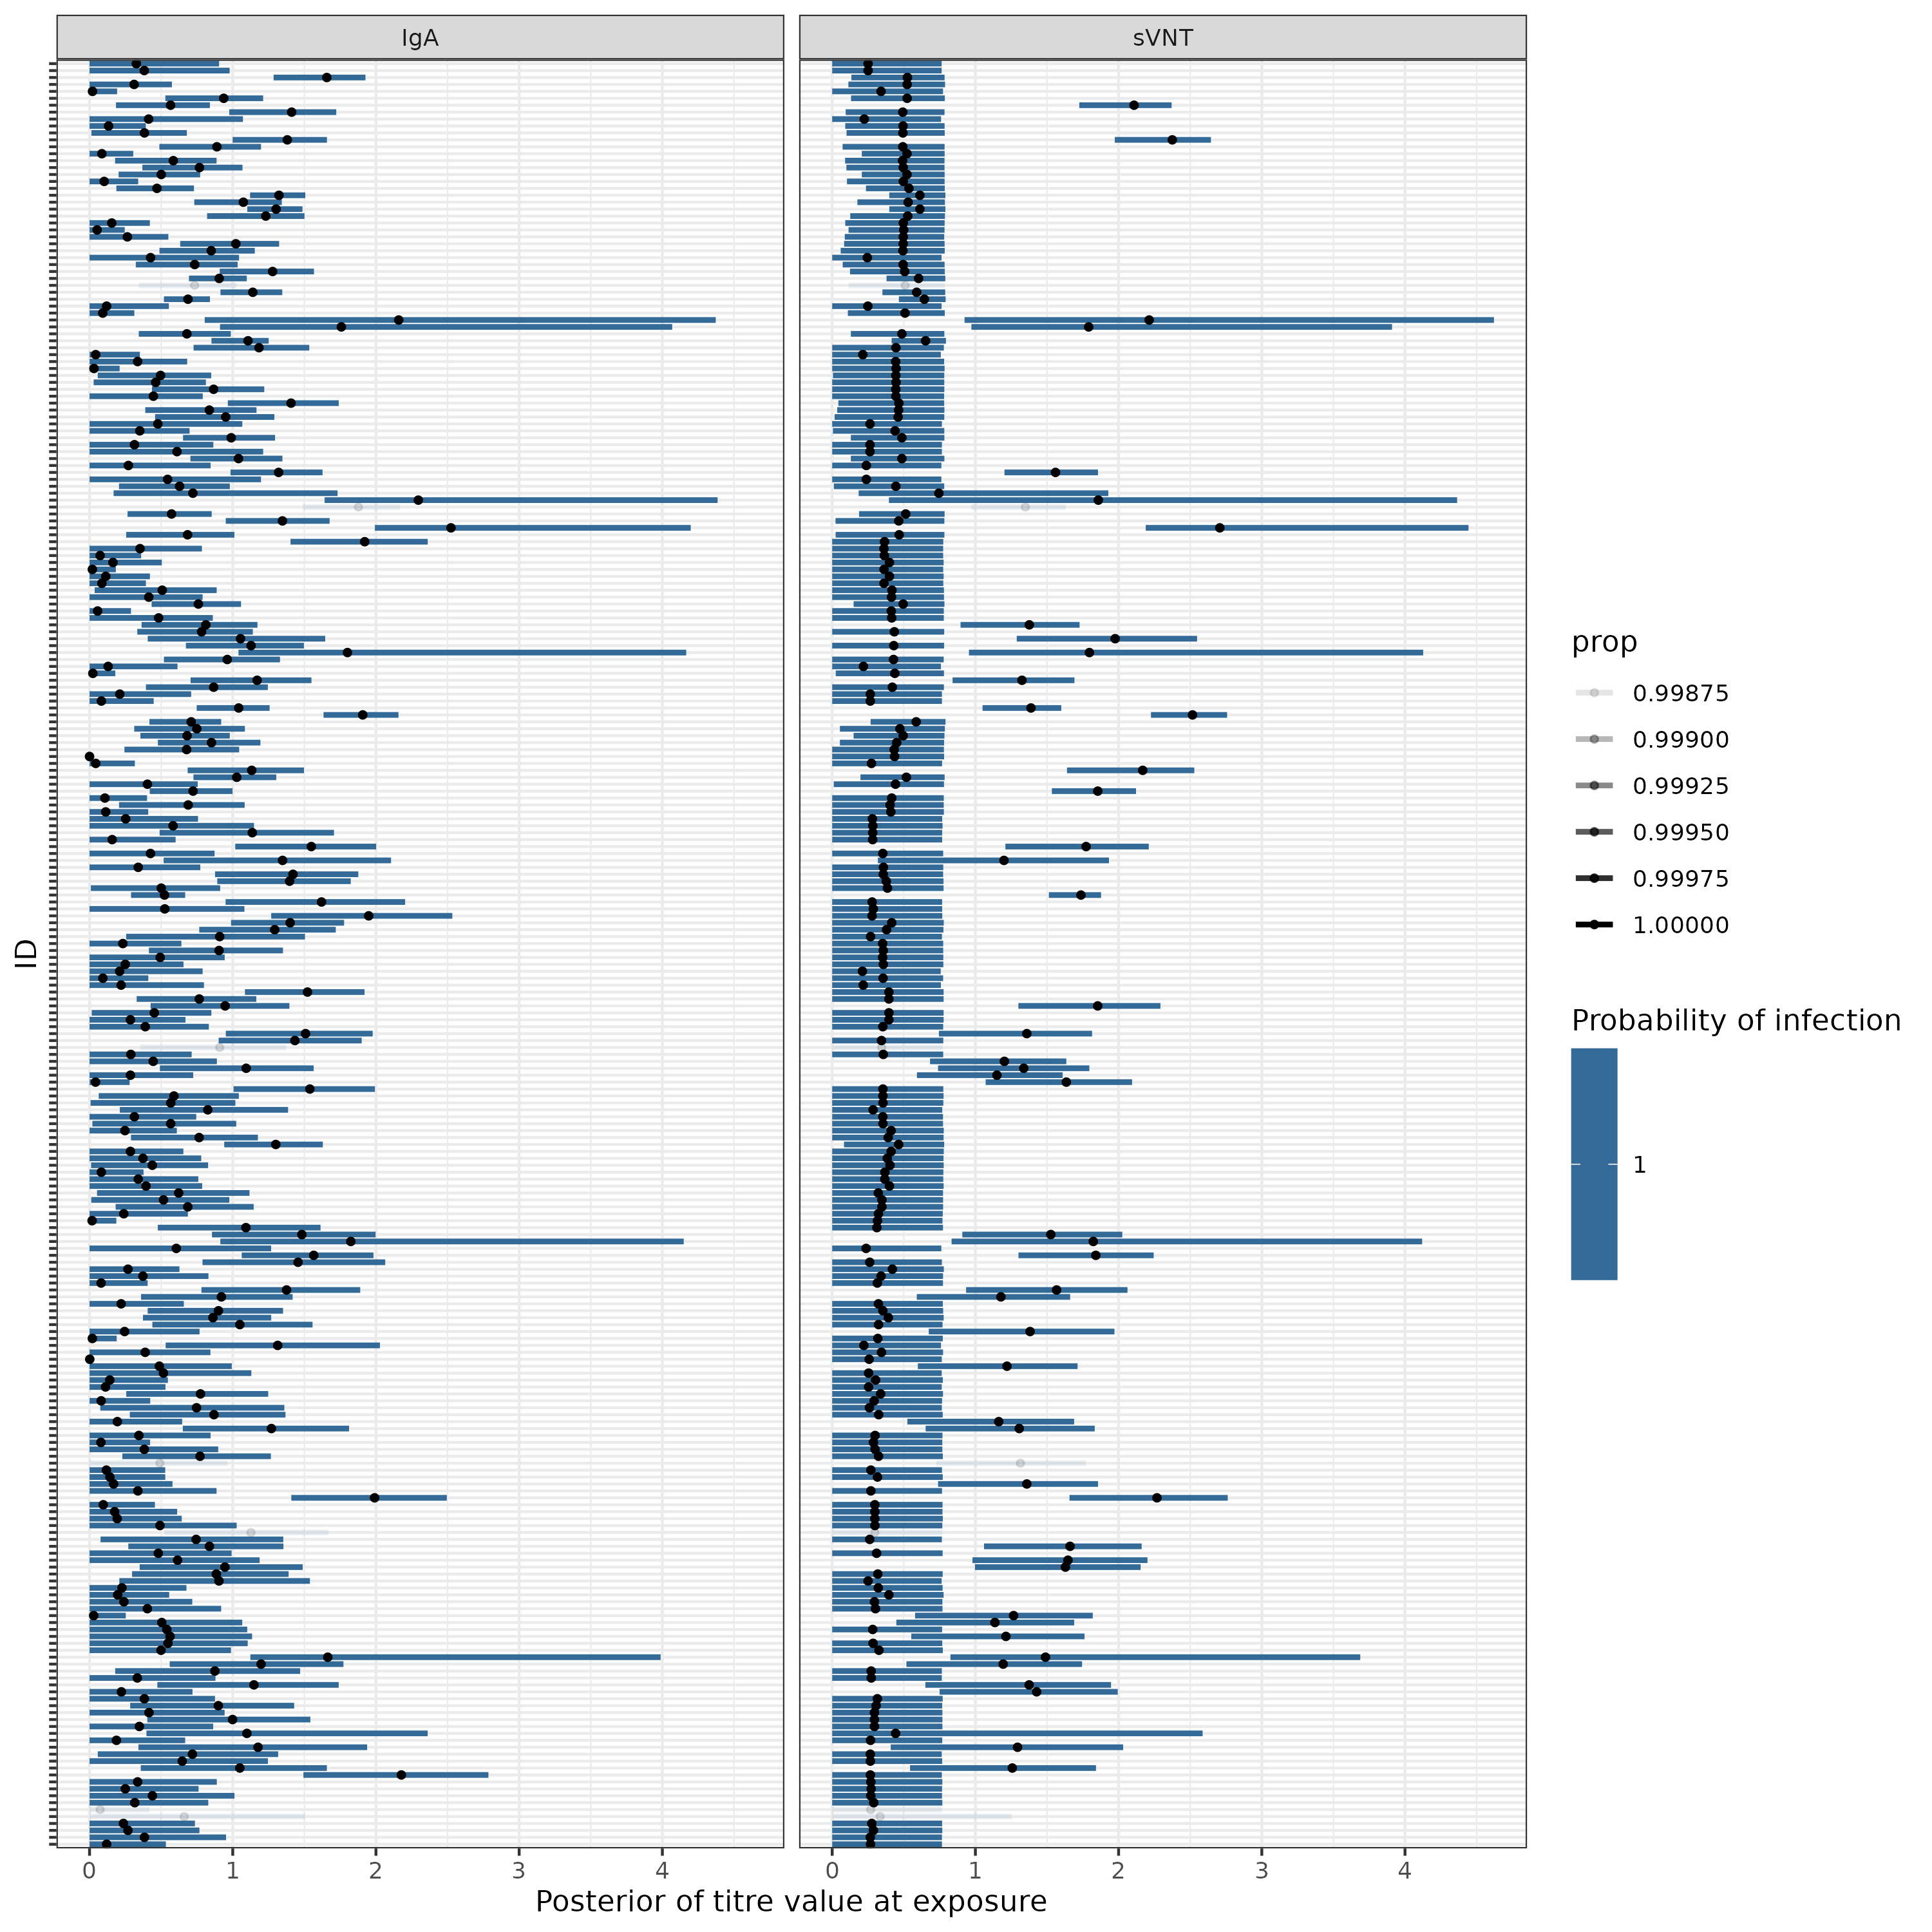 IgA
sVNT
ID
0 1 2 3 4
0 1 2 3 4
Posterior of titre value at exposure
prop
0.99875
0.99900
0.99925
0.99950
0.99975
1.00000
Probability of infection
1